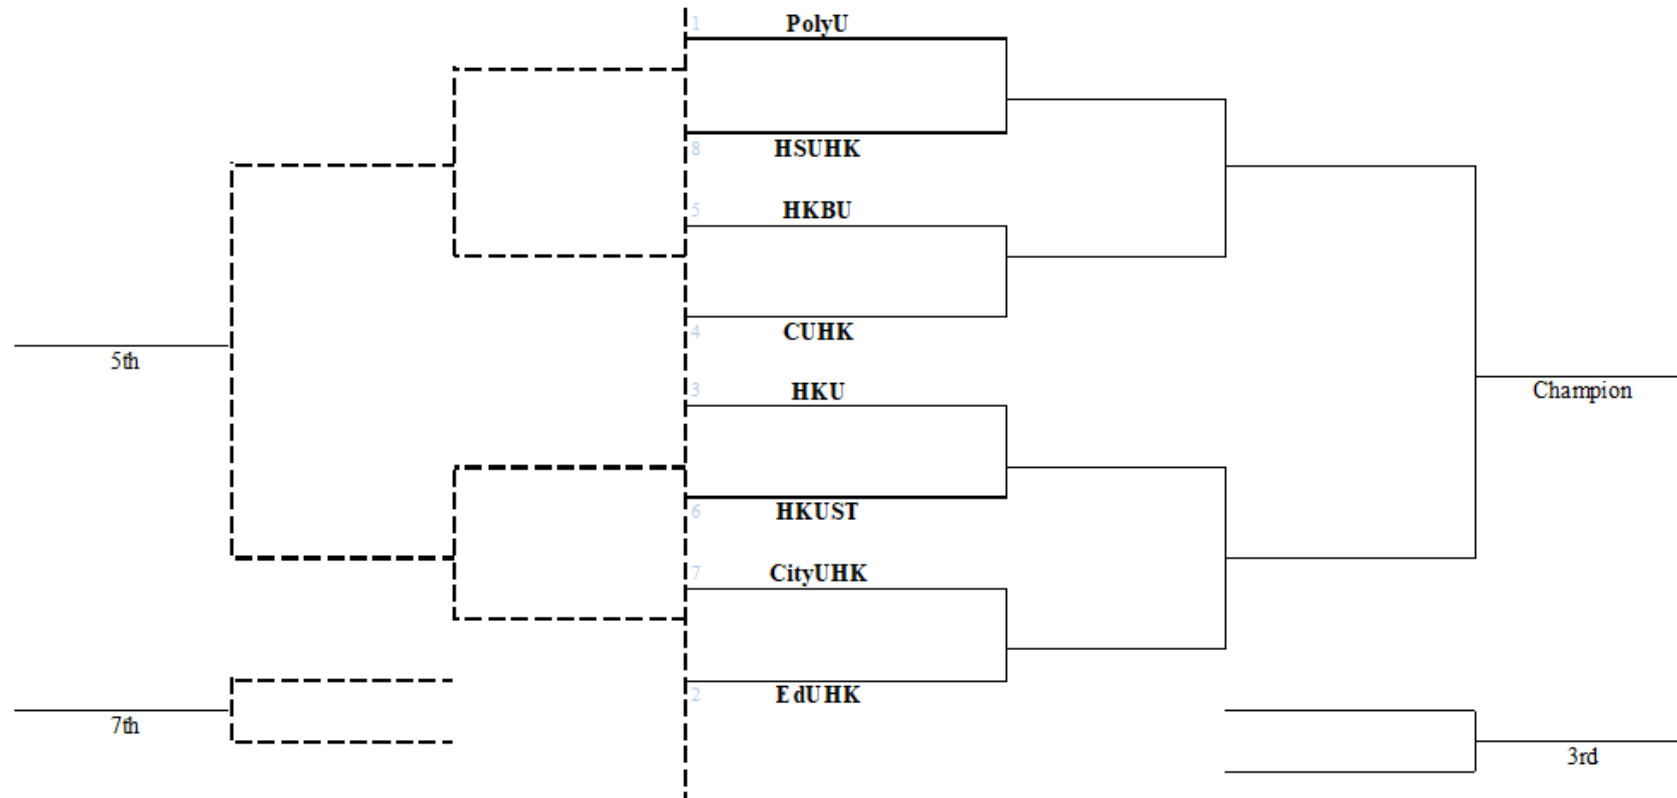 1 PolyU
8 HSUHK
5 HKBU
4 CUHK
5th
3 HKU
Champion
6 HKUST
7 CityUHK
2 EdUHK
7th
3rd